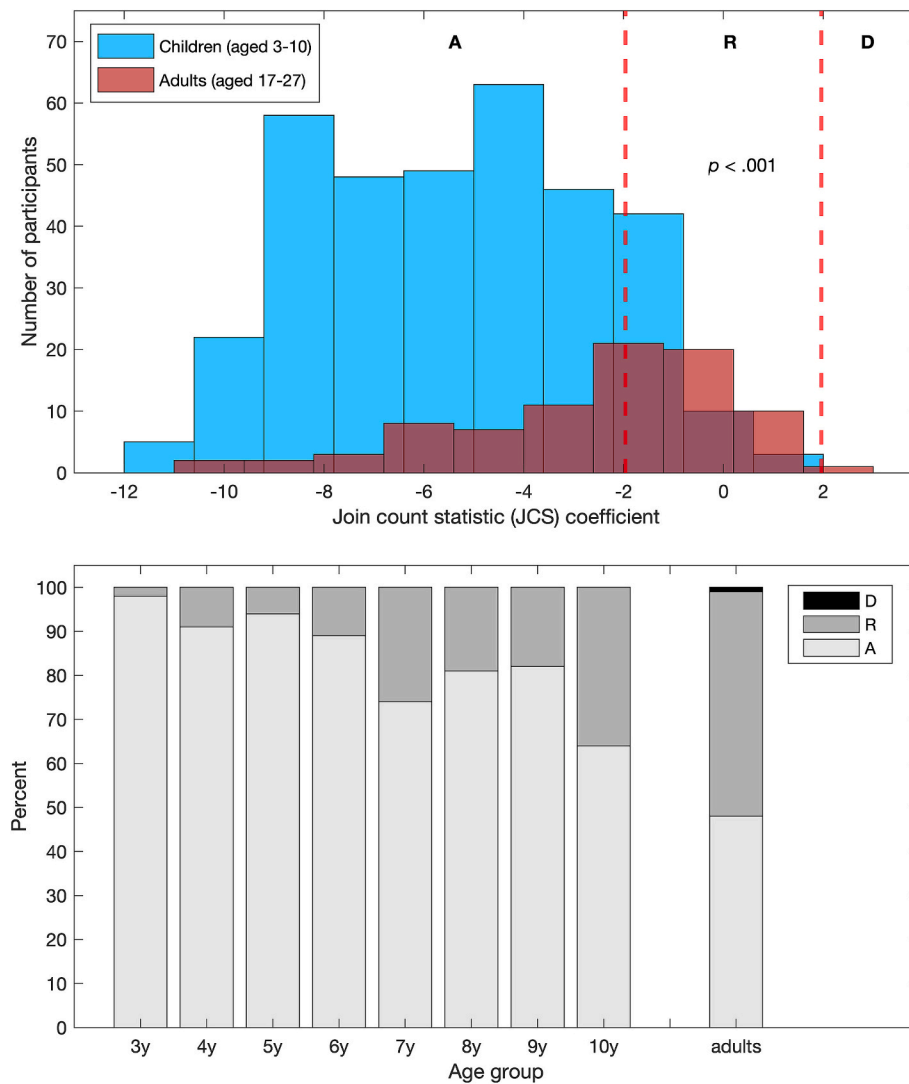 A R D
Children (aged 3-10)
Adults (aged 17-27)
p < .001
Number of participants
70
60
50
40
30
20
10
0
-12 -10 -8 -6 -4 -2 0 2
Join count statistic (JCS) coefficient
D
R
A
Percent
100
90
80
70
60
50
40
30
20
10
0
3y 4y 5y 6y 7y 8y 9y 10y adults
Age group